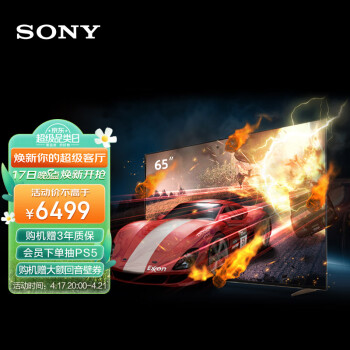 SONY
京东
超级品类日
焕新你的超级客厅
17日晚8点 焕新开抢
活动价不高于
¥6499
购机赠3年质保
会员下单抽PS5
购机赠大额回音壁券
活动时间：4.17 20:00-4.21
65"